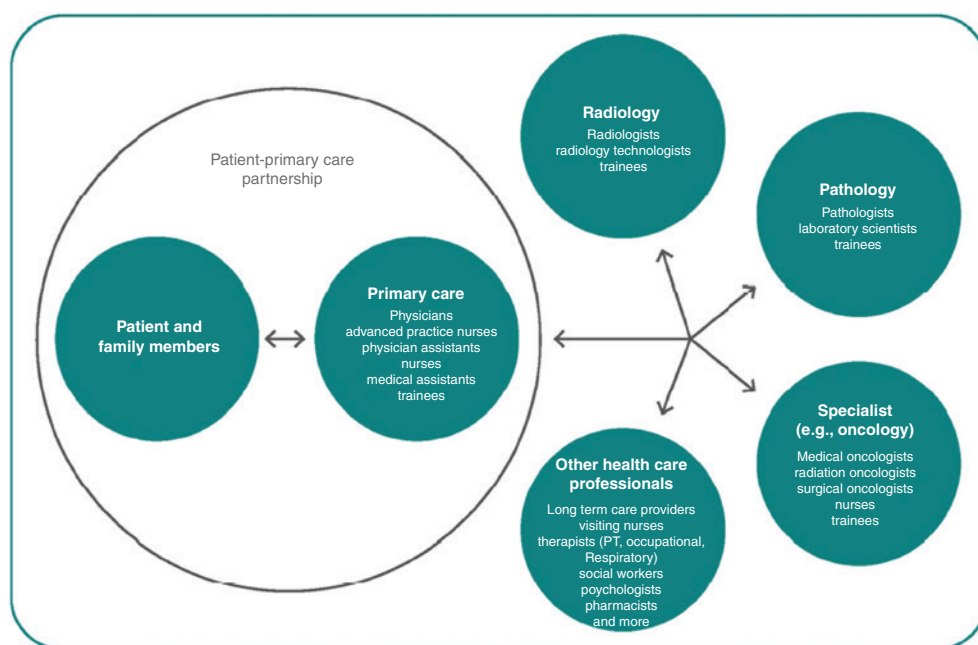 Patient-primary care
partnership
Patient and
family members
Primary care
Physicians
advanced practice nurses
physician assistants
nurses
medical assistants
trainees
Radiology
Radiologists
radiology technologists
trainees
Pathology
Pathologists
laboratory scientists
trainees
Specialist
(e.g., oncology)
Medical oncologists
radiation oncologists
surgical oncologists
nurses
trainees
Other health care
professionals
Long term care providers
visiting nurses
therapists (PT, occupational,
Respiratory)
social workers
poychologists
pharmacists
and more